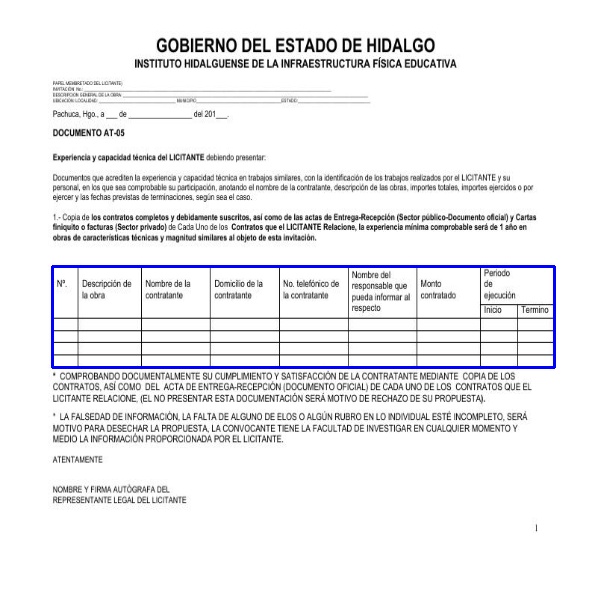 GOBIERNO DEL ESTADO DE HIDALGO
INSTITUTO HIDALGUENSE DE LA INFRAESTRUCTURA FÍSICA EDUCATIVA
PAPEL MEMBRETADO DEL LICITANTE:
INVITACIÓN No.:
DESCRIPCION GENERAL DE LA OBRA:
UBICACIÓN: LOCALIDAD: MUNICIPIO: ESTADO:
Pachuca, Hgo., a ___ de ________________ del 201___.
DOCUMENTO AT-05
Experiencia y capacidad técnica del LICITANTE debiendo presentar:
Documentos que acrediten la experiencia y capacidad técnica en trabajos similares, con la identificación de los trabajos realizados por el LICITANTE y su
personal, en los que sea comprobable su participación, anotando el nombre de la contratante, descripción de las obras, importes totales, importes ejercidos o por
ejercer y las fechas previstas de terminaciones, según sea el caso.
1.- Copia de los contratos completos y debidamente suscritos, así como de las actas de Entrega-Recepción (Sector público-Documento oficial) y Cartas
finiquito o facturas (Sector privado) de Cada Uno de los Contratos que el LICITANTE Relacione, la experiencia mínima comprobable será de 1 año en
obras de características técnicas y magnitud similares al objeto de esta invitación.
Nº.
Descripción de
la obra
Nombre de la
contratante
Domicilio de la
contratante
No. telefónico de
la contratante
Nombre del
responsable que
pueda informar al
respecto
Monto
contratado
Periodo
de
ejecución
Inicio Termino
* COMPROBANDO DOCUMENTALMENTE SU CUMPLIMIENTO Y SATISFACCIÓN DE LA CONTRATANTE MEDIANTE COPIA DE LOS
CONTRATOS, ASÍ COMO DEL ACTA DE ENTREGA-RECEPCIÓN (DOCUMENTO OFICIAL) DE CADA UNO DE LOS CONTRATOS QUE EL
LICITANTE RELACIONE, (EL NO PRESENTAR ESTA DOCUMENTACIÓN SERÁ MOTIVO DE RECHAZO DE SU PROPUESTA).
* LA FALSEDAD DE INFORMACIÓN, LA FALTA DE ALGUNO DE ELOS O ALGÚN RUBRO EN LO INDIVIDUAL ESTÉ INCOMPLETO, SERÁ
MOTIVO PARA DESECHAR LA PROPUESTA, LA CONVOCANTE TIENE LA FACULTAD DE INVESTIGAR EN CUALQUIER MOMENTO Y
MEDIO LA INFORMACIÓN PROPORCIONADA POR EL LICITANTE.
ATENTAMENTE
NOMBRE Y FIRMA AUTÓGRAFA DEL
REPRESENTANTE LEGAL DEL LICITANTE
1